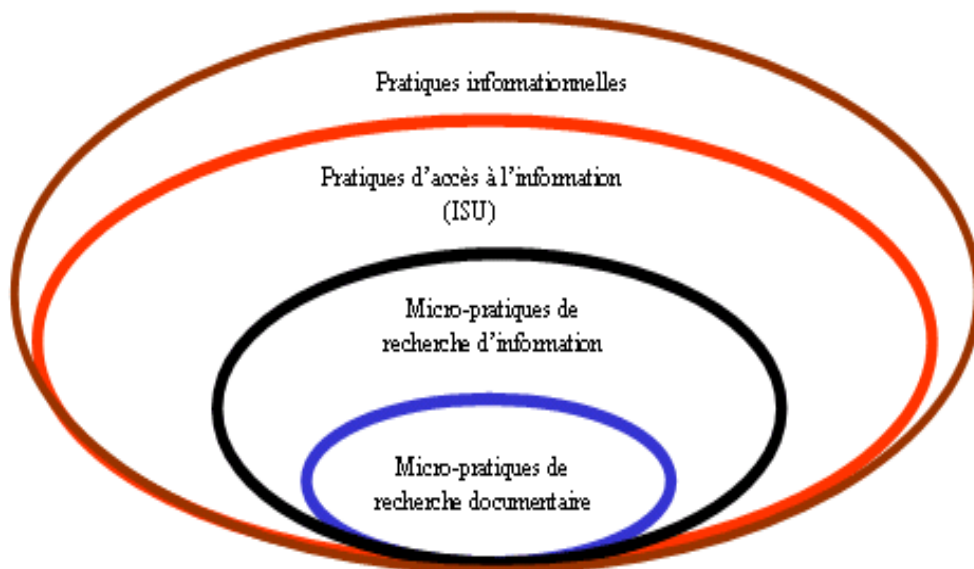 Pratiques informationnelles
Pratiques d'accès à l'information
(ISU)
Micro-pratiques de
recherche d'information
Micro-pratiques de
recherche documentaire